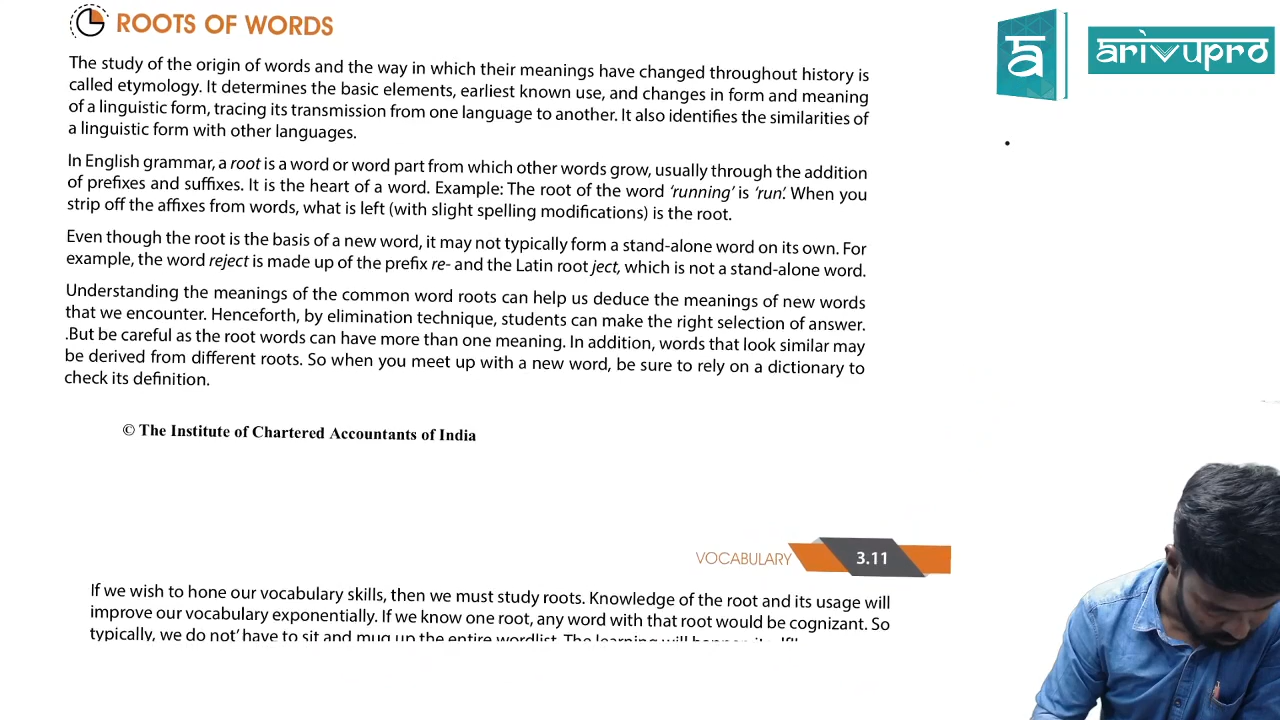 ROOTS OF WORDS
arivupro
The study of the origin of words and the way in which their meanings have changed throughout history is
called etymology. It determines the basic elements, earliest known use, and changes in form and meaning
of a linguistic form, tracing its transmission from one language to another. It also identifies the similarities of
a linguistic form with other languages.
In English grammar, a root is a word or word part from which other words grow, usually through the addition
of prefixes and suffixes. It is the heart of a word. Example: The root of the word 'running' is 'run'. When you
strip off the affixes from words, what is left (with slight spelling modifications) is the root.
Even though the root is the basis of a new word, it may not typically form a stand-alone word on its own. For
example, the word reject is made up of the prefix re- and the Latin root ject, which is not a stand-alone word.
Understanding the meanings of the common word roots can help us deduce the meanings of new words
that we encounter. Henceforth, by elimination technique, students can make the right selection of answer.
.But be careful as the root words can have more than one meaning. In addition, words that look similar may
be derived from different roots. So when you meet up with a new word, be sure to rely on a dictionary to
check its definition.
© The Institute of Chartered Accountants of India
VOCABULARY 3.11
If we wish to hone our vocabulary skills, then we must study roots. Knowledge of the root and its usage will
improve our vocabulary exponentially. If we know one root, any word with that root would be cognizant. So
typically, we do not' have to sit and mug up the entire wordlist. The learning will happen